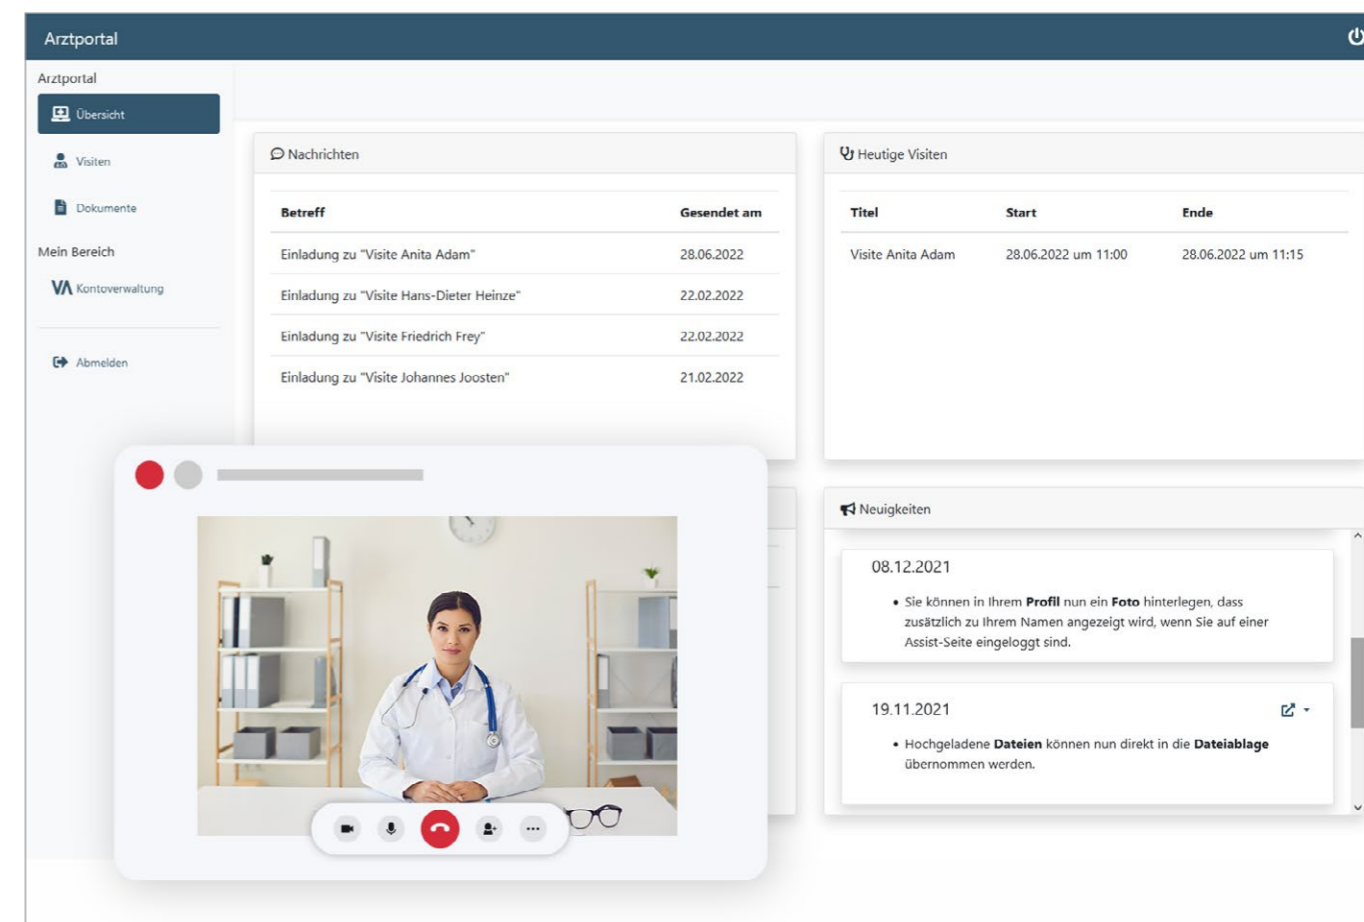 Arztportal
Arztportal
Übersicht
Visiten
Dokumente
Mein Bereich
VA Kontoverwaltung
Abmelden
Nachrichten
Betreff Gesendet am
Einladung zu "Visite Anita Adam" 28.06.2022
Einladung zu "Visite Hans-Dieter Heinze" 22.02.2022
Einladung zu "Visite Friedrich Frey" 22.02.2022
Einladung zu "Visite Johannes Joosten" 21.02.2022
Heutige Visiten
Titel Start Ende
Visite Anita Adam 28.06.2022 um 11:00 28.06.2022 um 11:15
Neuigkeiten
08.12.2021
• Sie können in Ihrem Profil nun ein Foto hinterlegen, dass
zusätzlich zu Ihrem Namen angezeigt wird, wenn Sie auf einer
Assist-Seite eingeloggt sind.
19.11.2021
• Hochgeladene Dateien können nun direkt in die Dateiablage
übernommen werden.